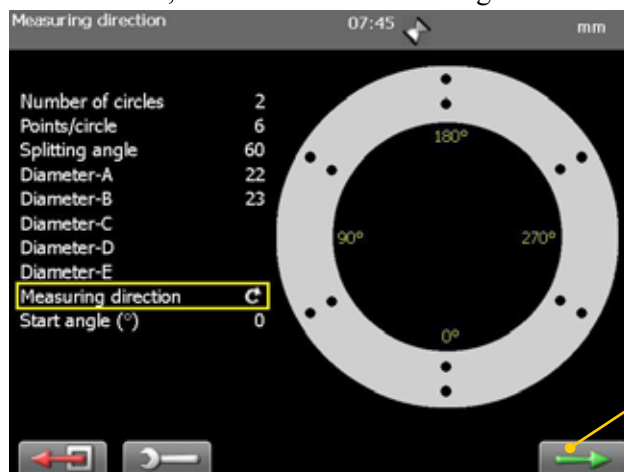 Measuring direction 07:45 mm
Number of circles 2
Points/circle 6
Splitting angle 60
Diameter-A 22
Diameter-B 23
Diameter-C
Diameter-D
Diameter-E
Measuring direction
Start angle (°) 0
180°
90° 270°
0°